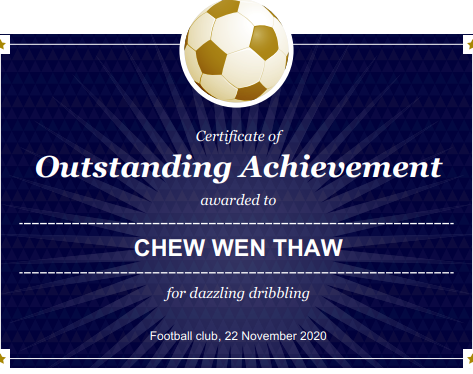 Certificate of
Outstanding Achievement
awarded to
CHEW WEN THAW
for dazzling dribbling
Football club, 22 November 2020